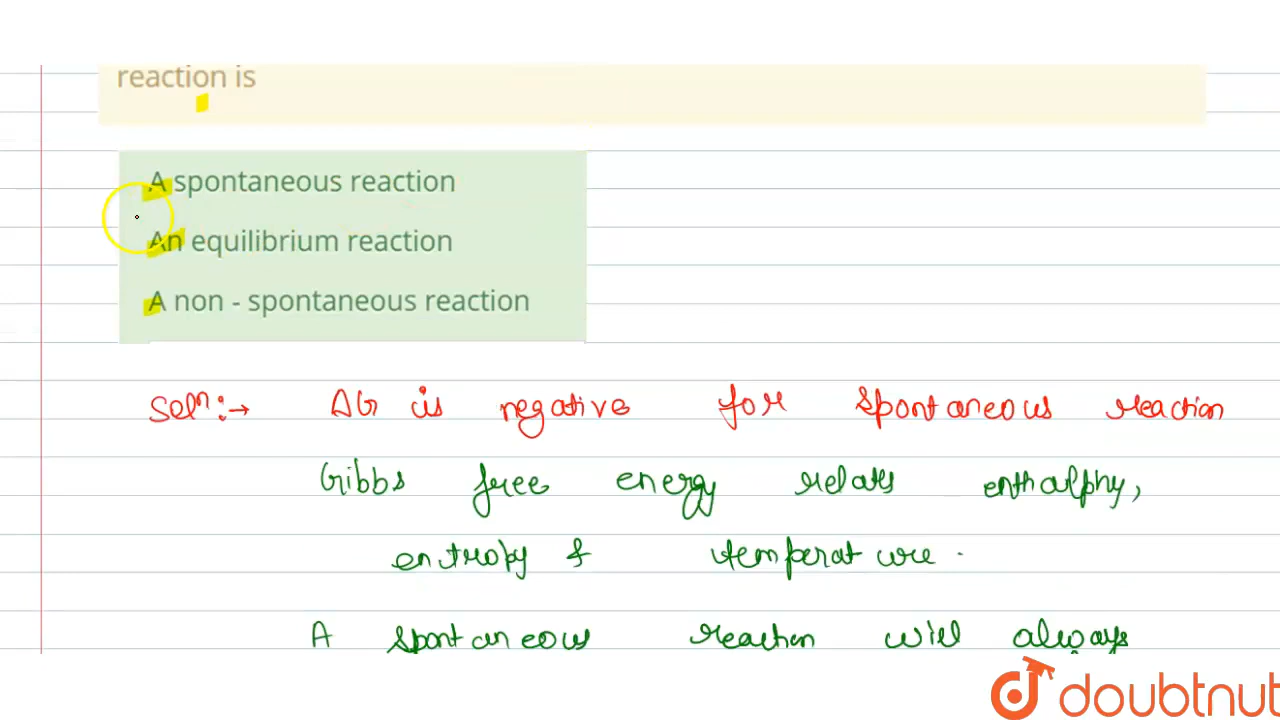 reaction is
A spontaneous reaction
An equilibrium reaction
A non - spontaneous reaction
Solⁿ:→ ΔG is negative for spontaneous reaction
Gibbs free energy relates enthalphy,
entropy & temperature.
A spontaneous reaction will always
doubtnut